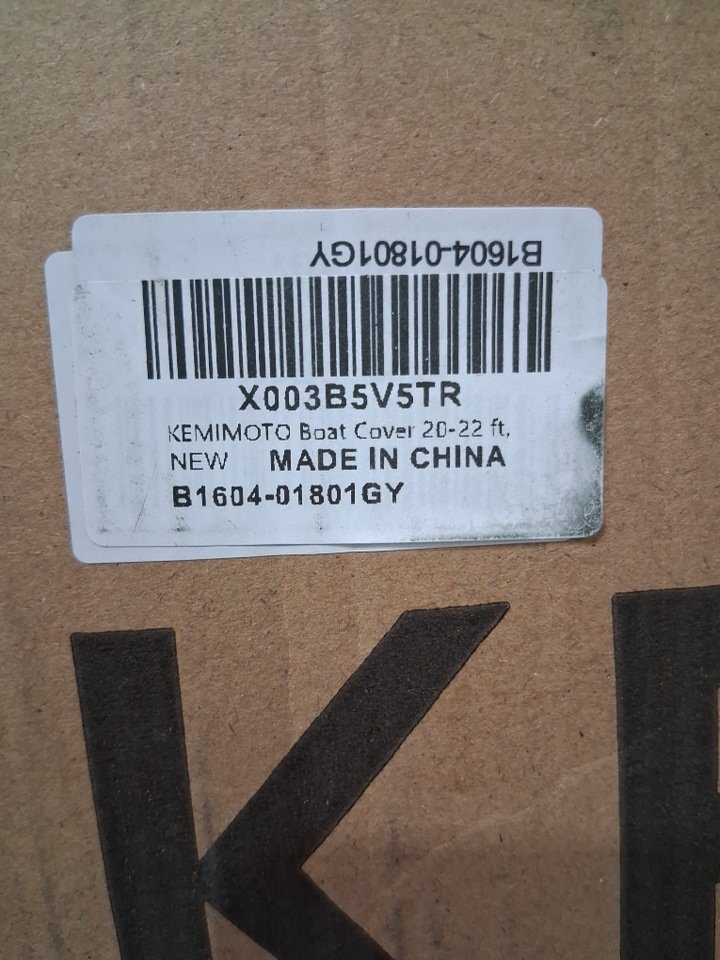 B1604-01801GY
X003B5V5TR
KEMIMOTO Boat Cover 20-22 ft,
NEW MADE IN CHINA
B1604-01801GY
K